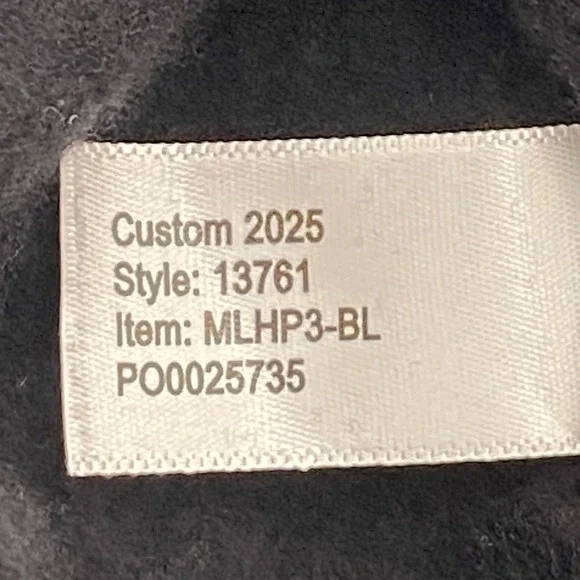 Custom 2025
Style: 13761
Item: MLHP3-BL
PO0025735